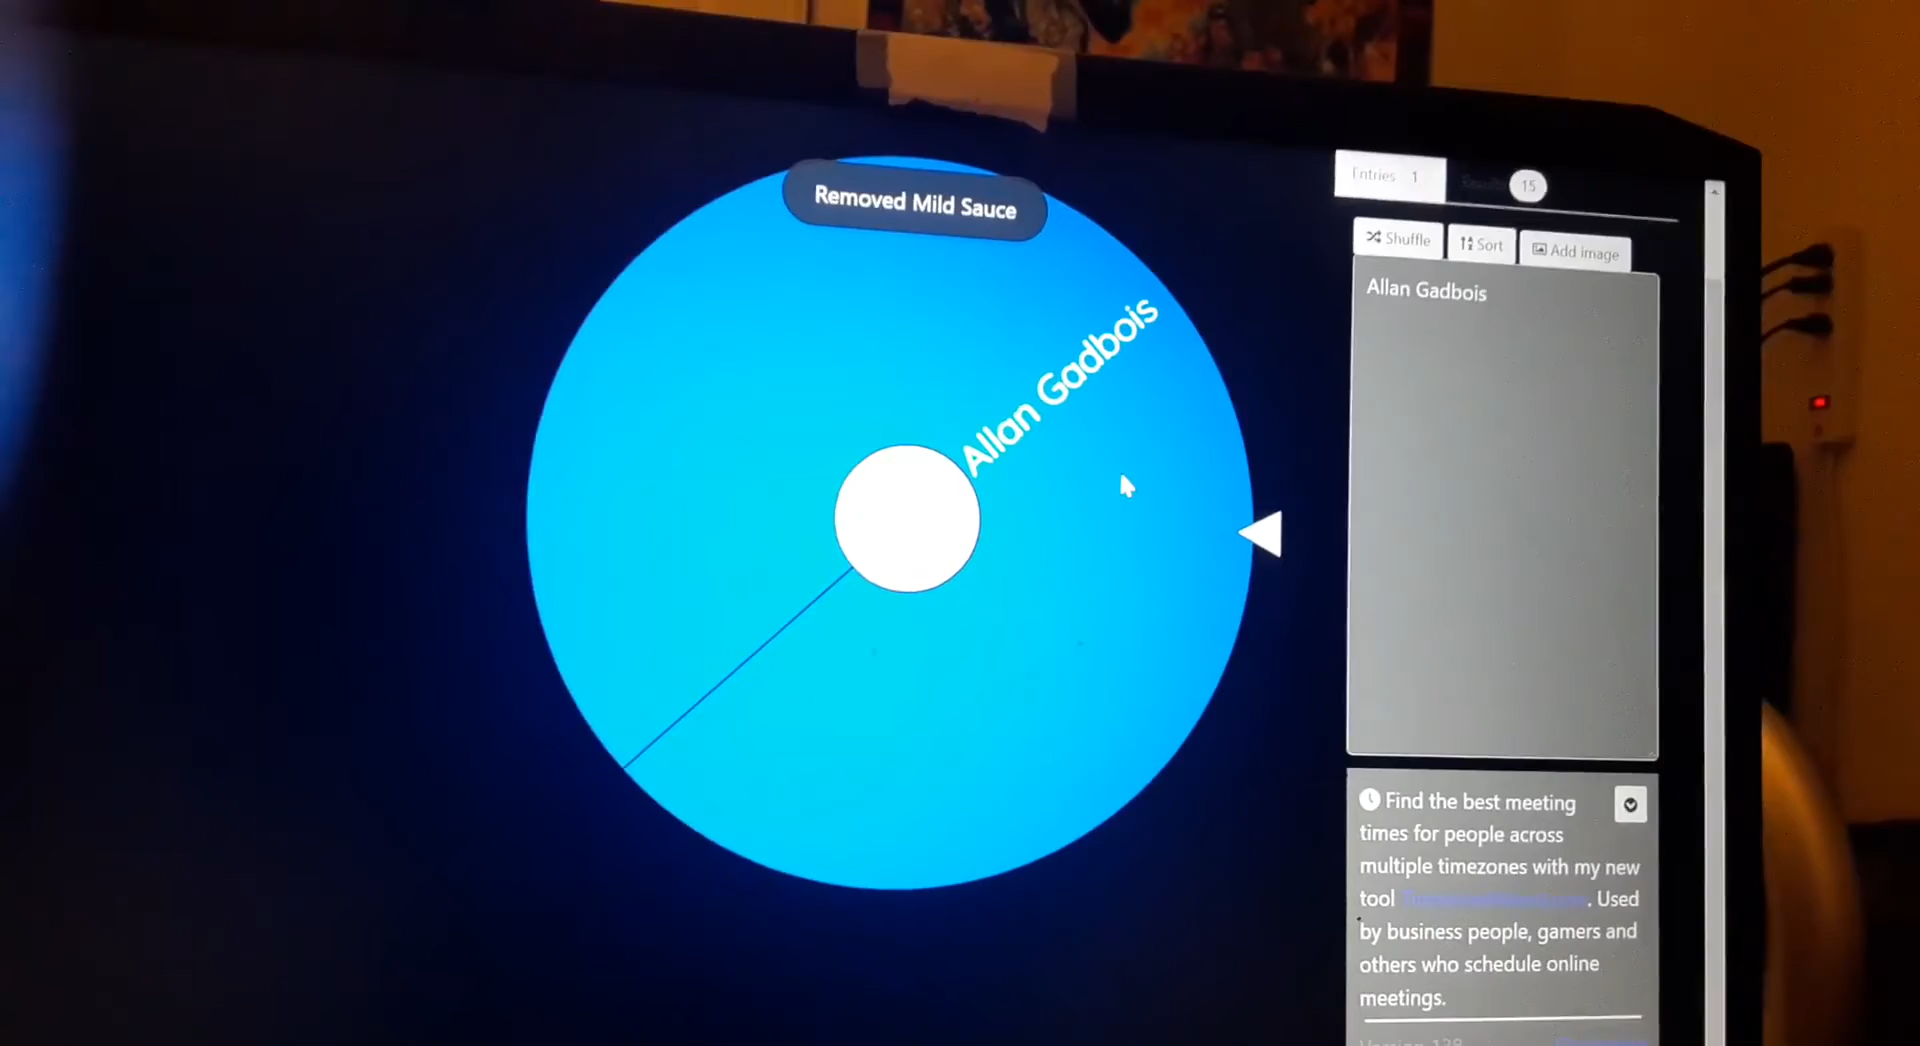 Removed Mild Sauce
Allan Gadbois
Entries 1
15
Shuffle
Sort
Add image
Allan Gadbois
Find the best meeting
times for people across
multiple timezones with my new
tool . Used
by business people, gamers and
others who schedule online
meetings.
Version 138